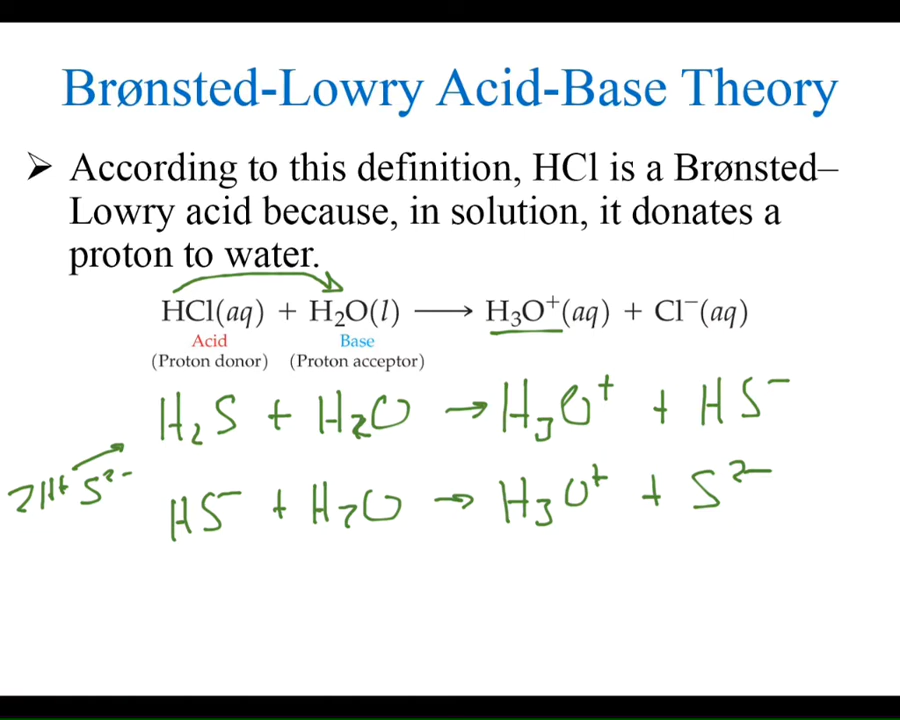 Brønsted-Lowry Acid-Base Theory
➢ According to this definition, HCl is a Brønsted–
Lowry acid because, in solution, it donates a
proton to water.
HCl(aq) + H₂O(l) ⟶ H₃O⁺(aq) + Cl⁻(aq)
Acid Base
(Proton donor) (Proton acceptor)
H₂S + H₂O → H₃O⁺ + HS⁻
2H⁺ S²⁻
HS⁻ + H₂O → H₃O⁺ + S²⁻